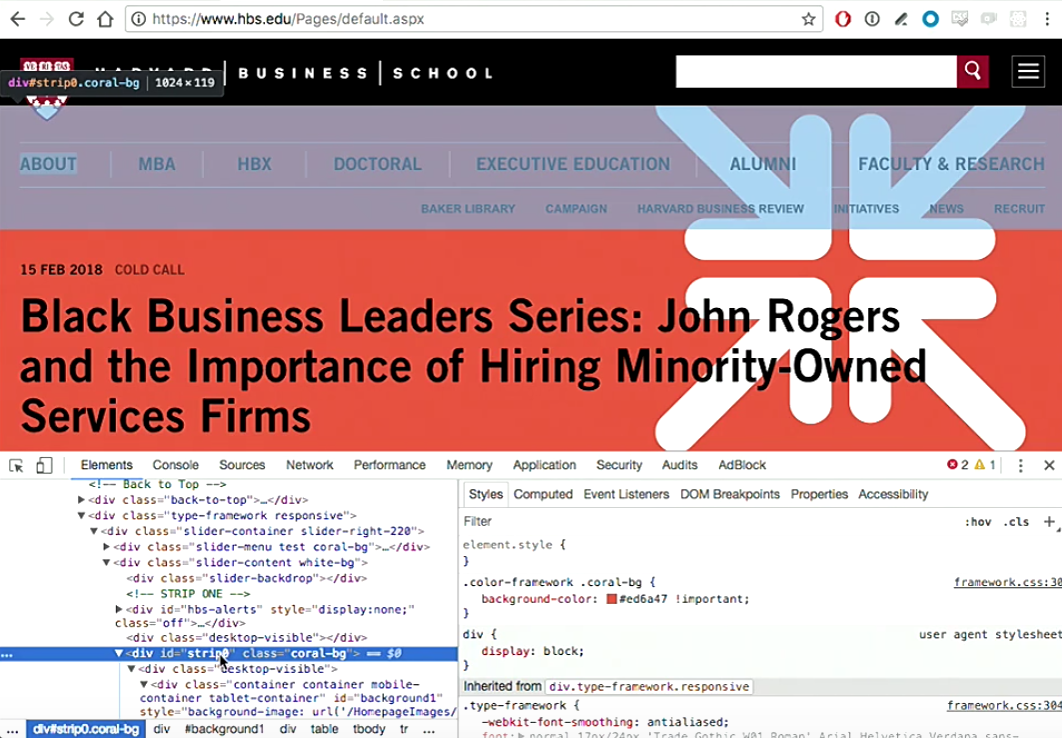 https://www.hbs.edu/Pages/default.aspx
HARVARD | BUSINESS | SCHOOL
div#strip0.coral-bg | 1024×119
ABOUT MBA HBX DOCTORAL EXECUTIVE EDUCATION ALUMNI FACULTY & RESEARCH
BAKER LIBRARY CAMPAIGN HARVARD BUSINESS REVIEW INITIATIVES NEWS RECRUIT
15 FEB 2018 COLD CALL
Black Business Leaders Series: John Rogers
and the Importance of Hiring Minority-Owned
Services Firms
Elements Console Sources Network Performance Memory Application Security Audits AdBlock 2 1
<!-- Back to Top -->
<div class="back-to-top">…</div>
<div class="type-framework responsive">
<div class="slider-container slider-right-220">
<div class="slider-menu test coral-bg">…</div>
<div class="slider-content white-bg">
<div class="slider-backdrop"></div>
<!-- STRIP ONE -->
<div id="hbs-alerts" style="display:none;"
class="off">…</div>
<div class="desktop-visible"></div>
<div id="strip0" class="coral-bg"> == $0
<div class="desktop-visible">
<div class="container container mobile-
container tablet-container" id="background1"
style="background-image: url('/HomepageImages/
... div#strip0.coral-bg div #background1 div table tbody tr ...
Styles Computed Event Listeners DOM Breakpoints Properties Accessibility
Filter :hov .cls +
element.style {
}
.color-framework .coral-bg { framework.css:30
background-color: #ed6a47 !important;
}
div { user agent stylesheet
display: block;
}
Inherited from div.type-framework.responsive
.type-framework { framework.css:304
-webkit-font-smoothing: antialiased;
font: normal 17px/24px 'Trade Gothic W01 Roman' Arial Helvetica Verdana sans-